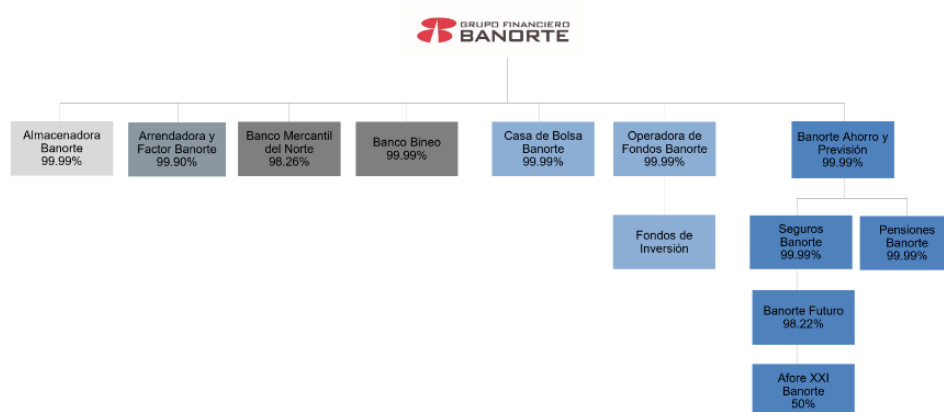 GRUPO FINANCIERO
BANORTE
Almacenadora
Banorte
99.99%
Arrendadora y
Factor Banorte
99.90%
Banco Mercantil
del Norte
98.26%
Banco Bineo
99.99%
Casa de Bolsa
Banorte
99.99%
Operadora de
Fondos Banorte
99.99%
Banorte Ahorro y
Previsión
99.99%
Fondos de
Inversión
Seguros
Banorte
99.99%
Pensiones
Banorte
99.99%
Banorte Futuro
98.22%
Afore XXI
Banorte
50%